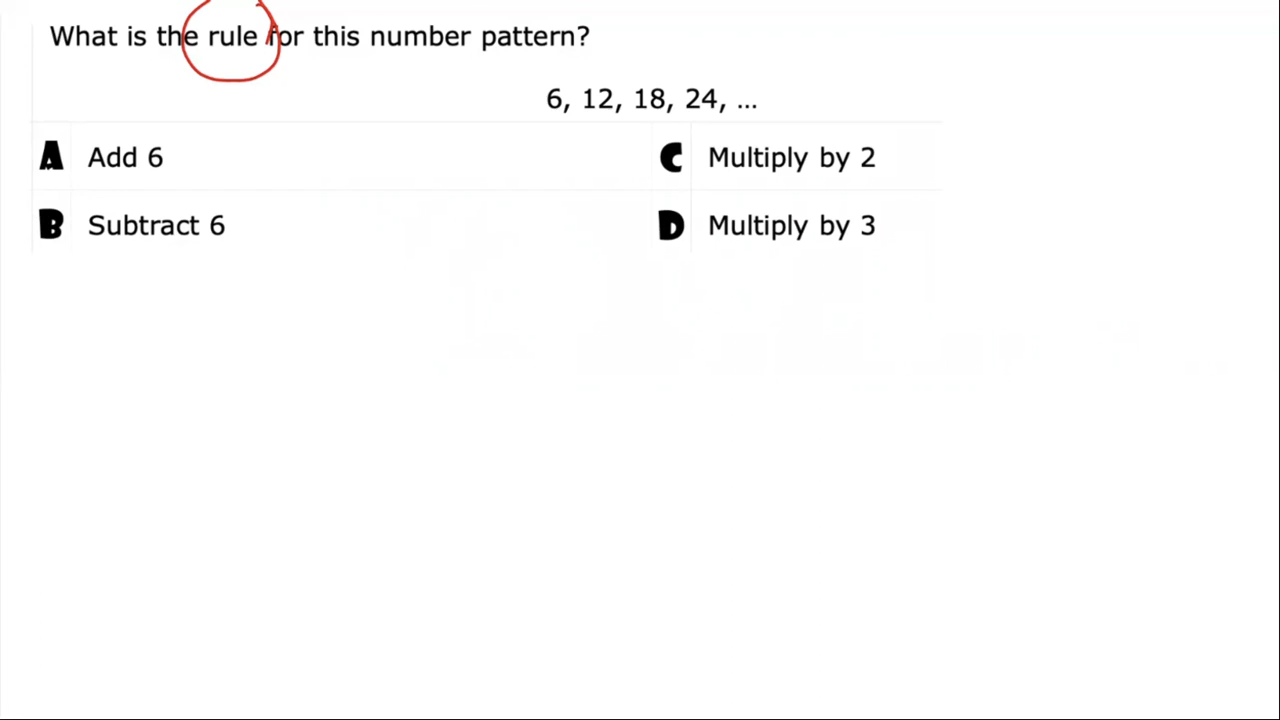 What is the rule for this number pattern?
6, 12, 18, 24, ...
A Add 6
B Subtract 6
C Multiply by 2
D Multiply by 3